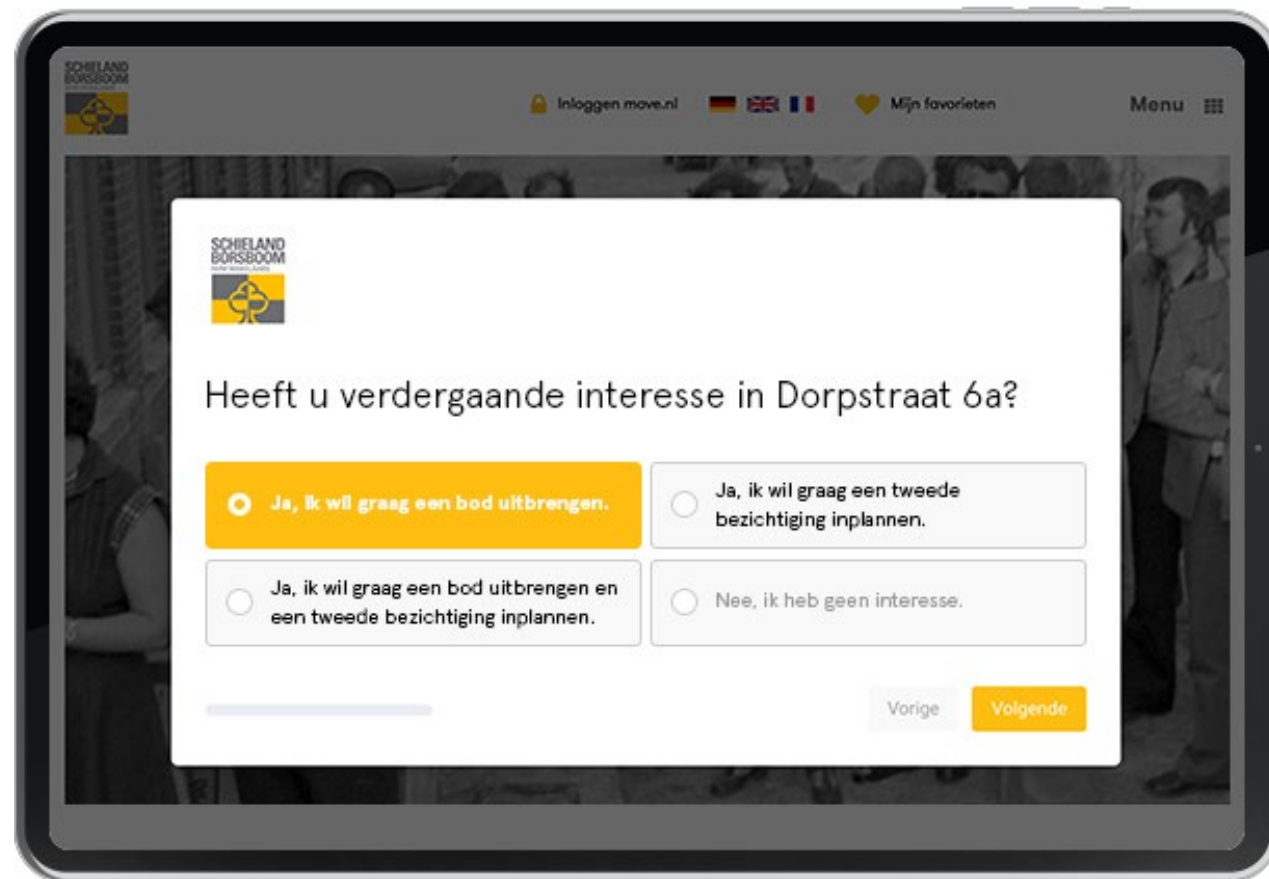 SCHIELAND
BORSBOOM
Inloggen move.nl
Mijn favorieten
Menu
SCHIELAND
BORSBOOM
Heeft u verdergaande interesse in Dorpstraat 6a?
Ja, ik wil graag een bod uitbrengen.
Ja, ik wil graag een tweede
bezichtiging inplannen.
Ja, ik wil graag een bod uitbrengen en
een tweede bezichtiging inplannen.
Nee, ik heb geen interesse.
Vorige
Volgende